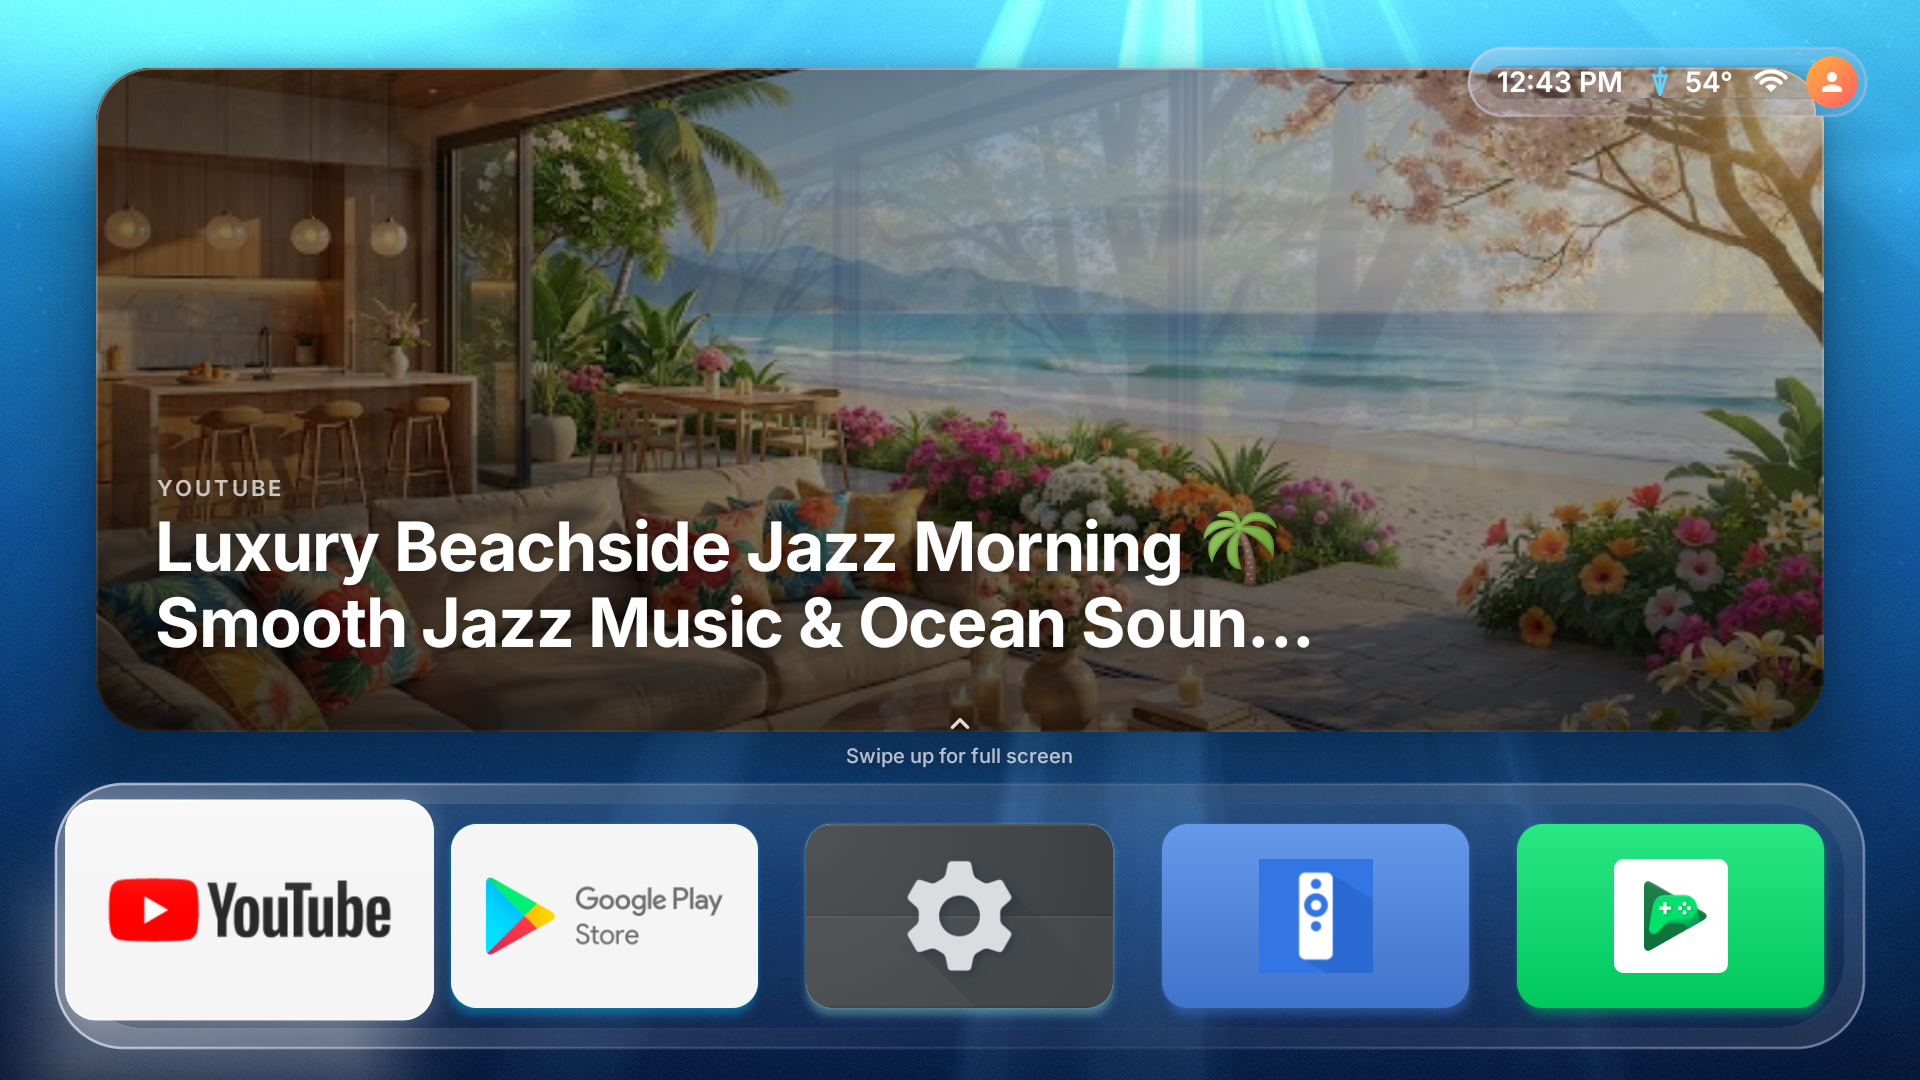 12:43 PM 54°
YOUTUBE
Luxury Beachside Jazz Morning 🌴
Smooth Jazz Music & Ocean Soun...
Swipe up for full screen
YouTube
Google Play
Store